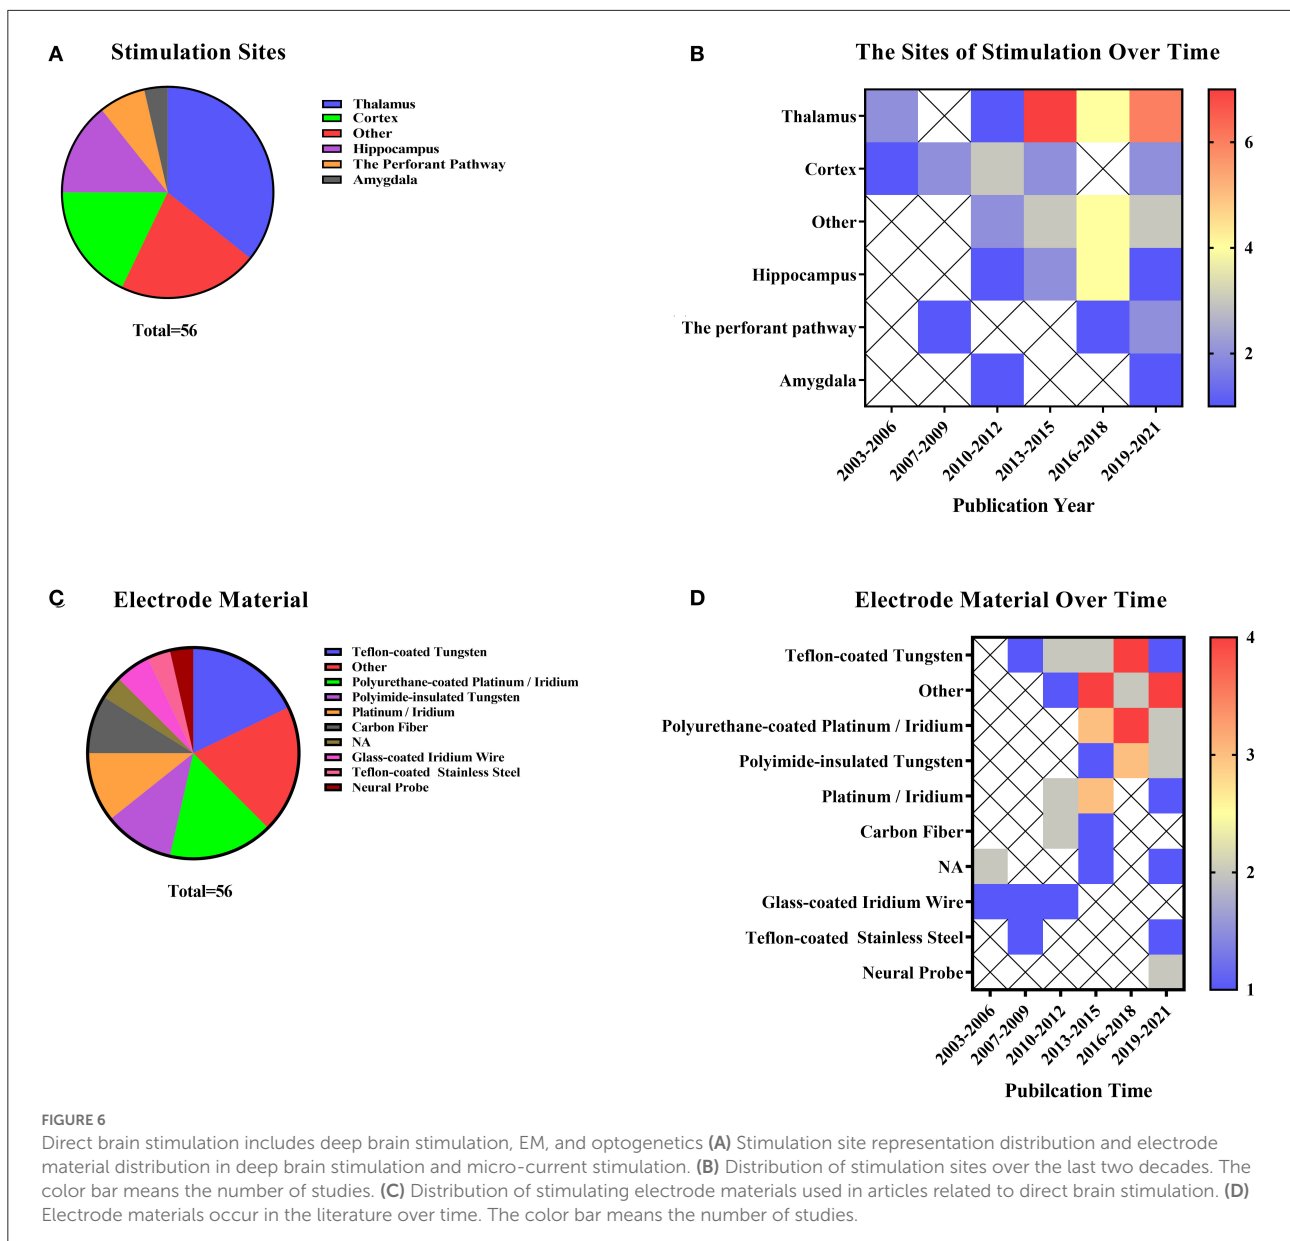 A
Stimulation Sites
Thalamus
Cortex
Other
Hippocampus
The Perforant Pathway
Amygdala
Total=56
B
The Sites of Stimulation Over Time
Thalamus
Cortex
Other
Hippocampus
The perforant pathway
Amygdala
6
4
2
2003-2006
2007-2009
2010-2012
2013-2015
2016-2018
2019-2021
Publication Year
C
Electrode Material
Teflon-coated Tungsten
Other
Polyurethane-coated Platinum / Iridium
Polyimide-insulated Tungsten
Platinum / Iridium
Carbon Fiber
NA
Glass-coated Iridium Wire
Teflon-coated Stainless Steel
Neural Probe
Total=56
D
Electrode Material Over Time
Teflon-coated Tungsten
Other
Polyurethane-coated Platinum / Iridium
Polyimide-insulated Tungsten
Platinum / Iridium
Carbon Fiber
NA
Glass-coated Iridium Wire
Teflon-coated Stainless Steel
Neural Probe
4
3
2
1
2003-2006
2007-2009
2010-2012
2013-2015
2016-2018
2019-2021
Pubilcation Time
FIGURE 6
Direct brain stimulation includes deep brain stimulation, EM, and optogenetics (A) Stimulation site representation distribution and electrode
material distribution in deep brain stimulation and micro-current stimulation. (B) Distribution of stimulation sites over the last two decades. The
color bar means the number of studies. (C) Distribution of stimulating electrode materials used in articles related to direct brain stimulation. (D)
Electrode materials occur in the literature over time. The color bar means the number of studies.